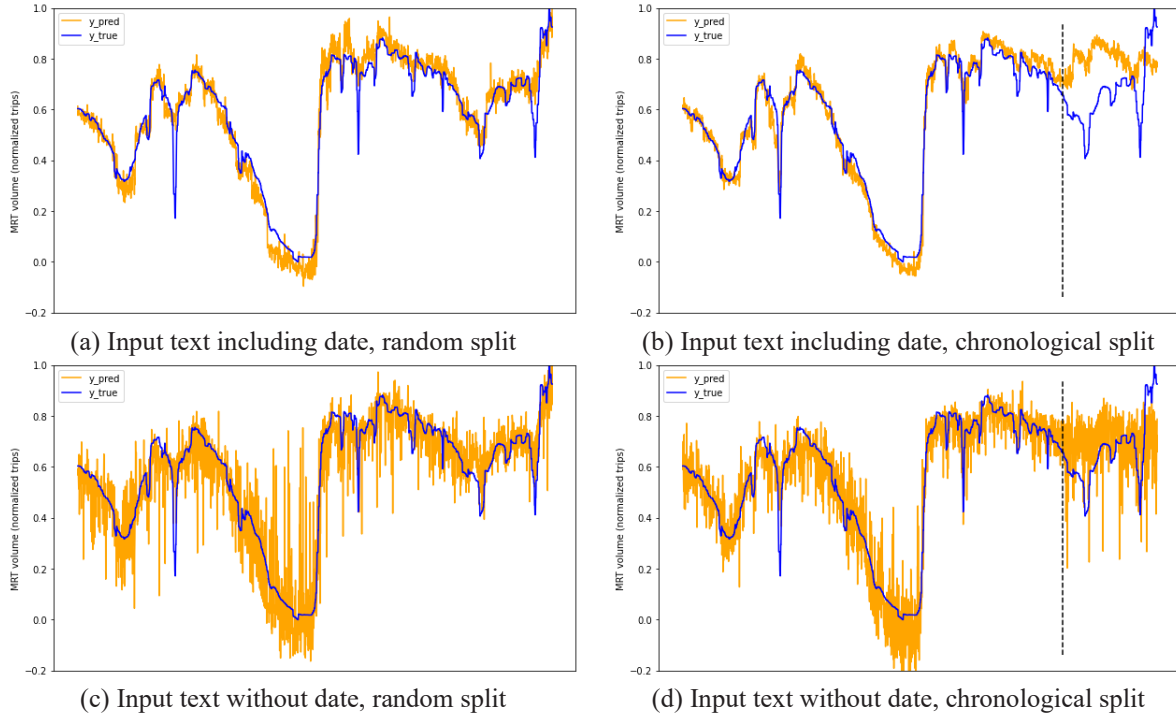 1.0
0.8
0.6
0.4
0.2
0.0
−0.2
MRT volume (normalized trips)
y_pred
y_true
(a) Input text including date, random split
1.0
0.8
0.6
0.4
0.2
0.0
−0.2
MRT volume (normalized trips)
y_pred
y_true
(b) Input text including date, chronological split
1.0
0.8
0.6
0.4
0.2
0.0
−0.2
MRT volume (normalized trips)
y_pred
y_true
(c) Input text without date, random split
1.0
0.8
0.6
0.4
0.2
0.0
−0.2
MRT volume (normalized trips)
y_pred
y_true
(d) Input text without date, chronological split